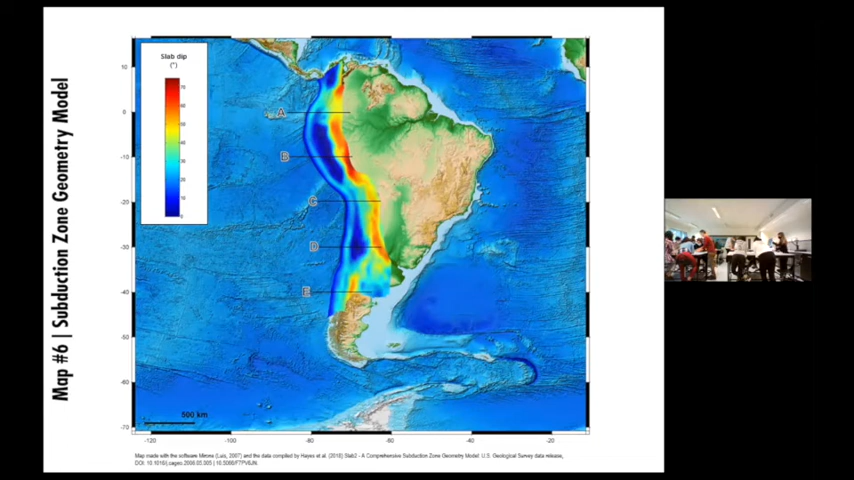 Map #6 | Subduction Zone Geometry Model
Slab dip
(°)
70
60
50
40
30
20
10
0
10
0
-10
-20
-30
-40
-50
-60
-70
A
B
C
D
E
500 km
-120
-100
-80
-60
-40
-20
Map made with the software Mirone (Luis, 2007) and the data compiled by Hayes et al. (2018) Slab2 - A Comprehensive Subduction Zone Geometry Model: U.S. Geological Survey data release,